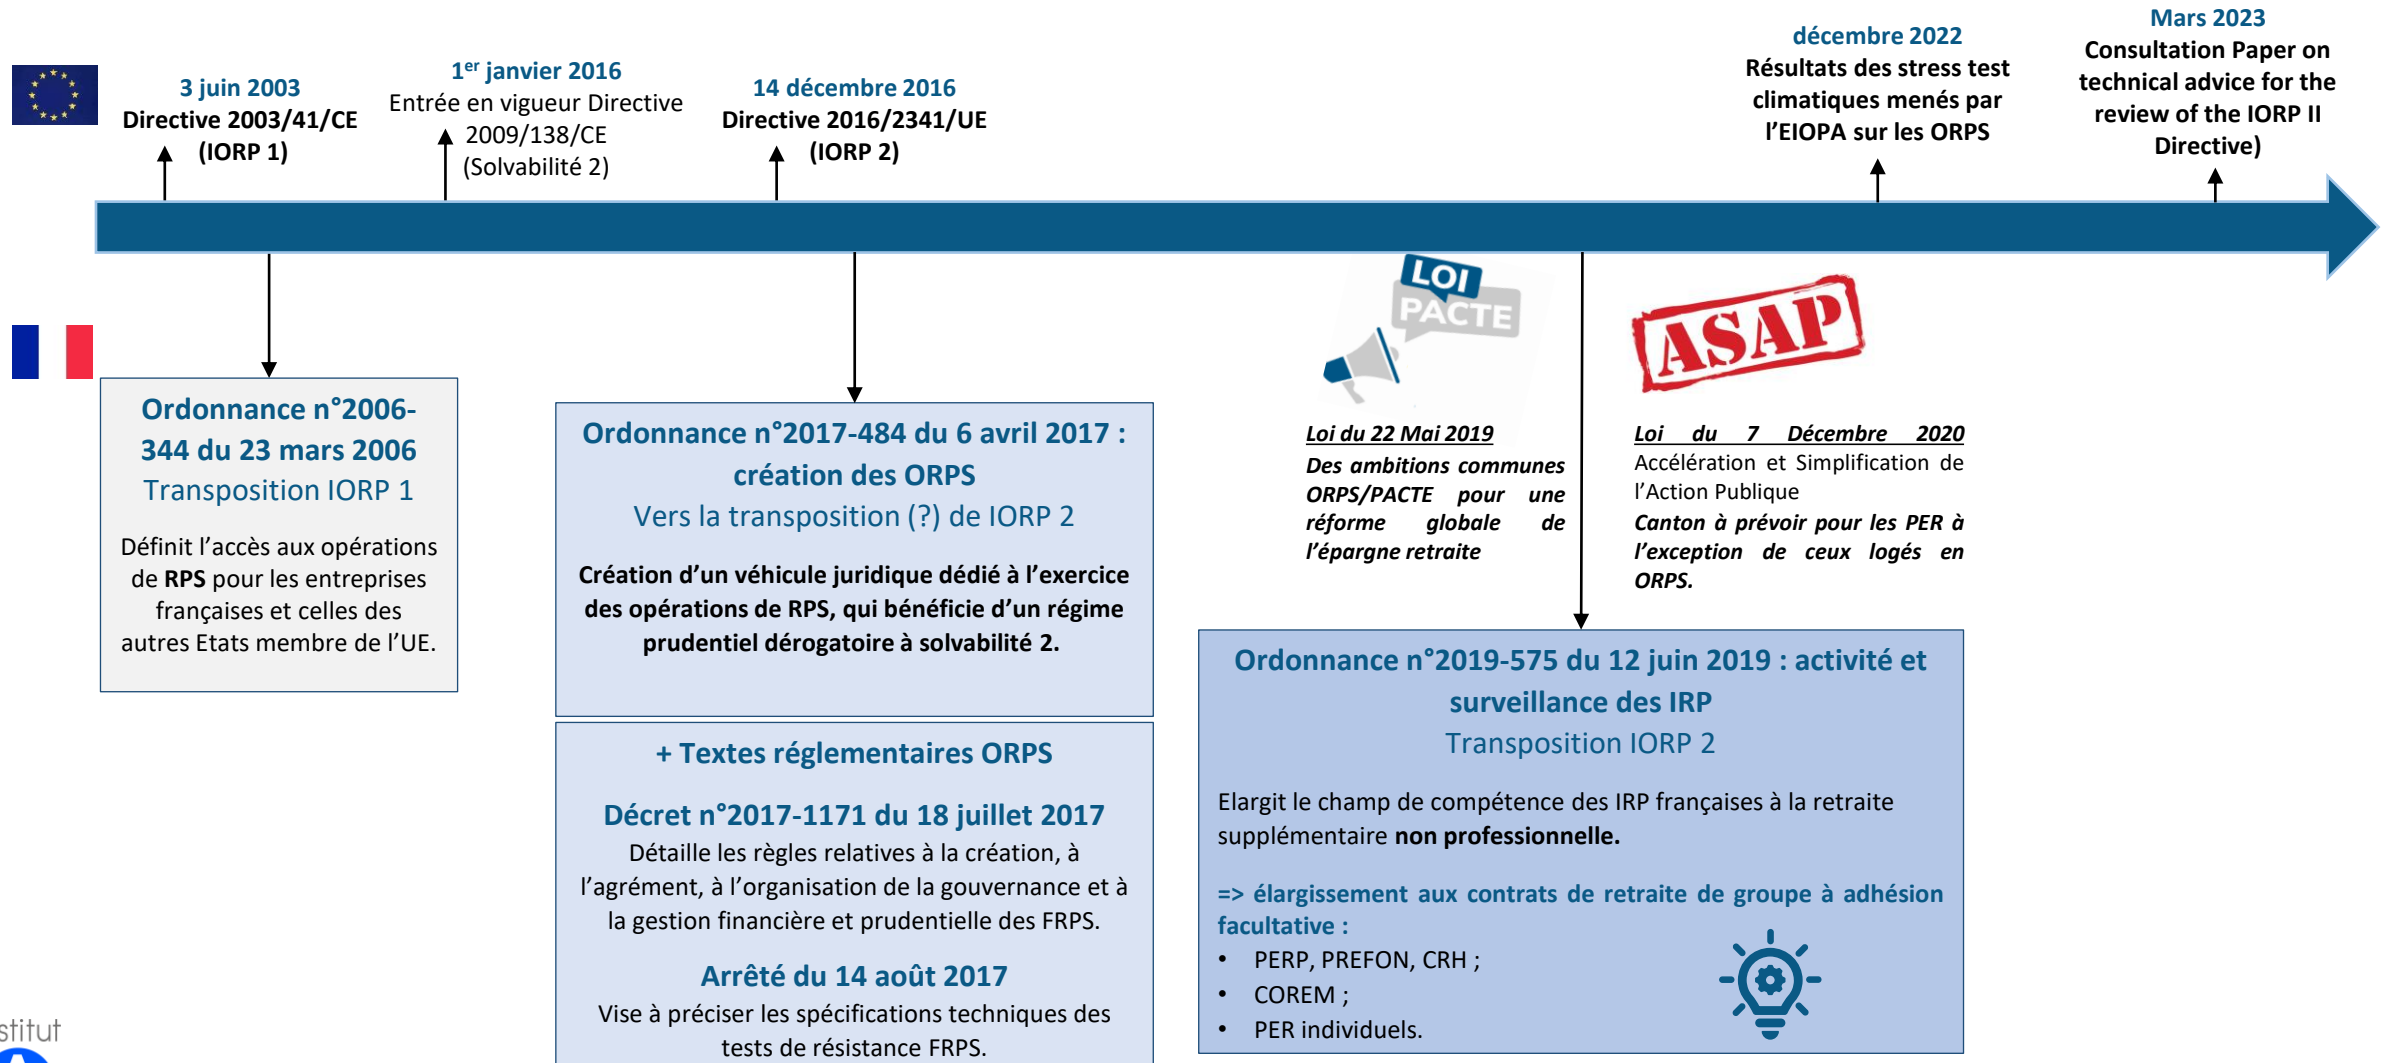 3 juin 2003
Directive 2003/41/CE
(IORP 1)
1er janvier 2016
Entrée en vigueur Directive
2009/138/CE
(Solvabilité 2)
14 décembre 2016
Directive 2016/2341/UE
(IORP 2)
décembre 2022
Résultats des stress test
climatiques menés par
l’EIOPA sur les ORPS
Mars 2023
Consultation Paper on
technical advice for the
review of the IORP II
Directive)
Ordonnance n°2006-
344 du 23 mars 2006
Transposition IORP 1
Définit l’accès aux opérations
de RPS pour les entreprises
françaises et celles des
autres Etats membre de l’UE.
Ordonnance n°2017-484 du 6 avril 2017 :
création des ORPS
Vers la transposition (?) de IORP 2
Création d’un véhicule juridique dédié à l’exercice
des opérations de RPS, qui bénéficie d’un régime
prudentiel dérogatoire à solvabilité 2.
+ Textes réglementaires ORPS
Décret n°2017-1171 du 18 juillet 2017
Détaille les règles relatives à la création, à
l’agrément, à l’organisation de la gouvernance et à
la gestion financière et prudentielle des FRPS.
Arrêté du 14 août 2017
Vise à préciser les spécifications techniques des
tests de résistance FRPS.
LOI
PACTE
Loi du 22 Mai 2019
Des ambitions communes
ORPS/PACTE pour une
réforme globale de
l’épargne retraite
ASAP
Loi du 7 Décembre 2020
Accélération et Simplification de
l’Action Publique
Canton à prévoir pour les PER à
l’exception de ceux logés en
ORPS.
Ordonnance n°2019-575 du 12 juin 2019 : activité et
surveillance des IRP
Transposition IORP 2
Elargit le champ de compétence des IRP françaises à la retraite
supplémentaire non professionnelle.
=> élargissement aux contrats de retraite de groupe à adhésion
facultative :
• PERP, PREFON, CRH ;
• COREM ;
• PER individuels.
stitut